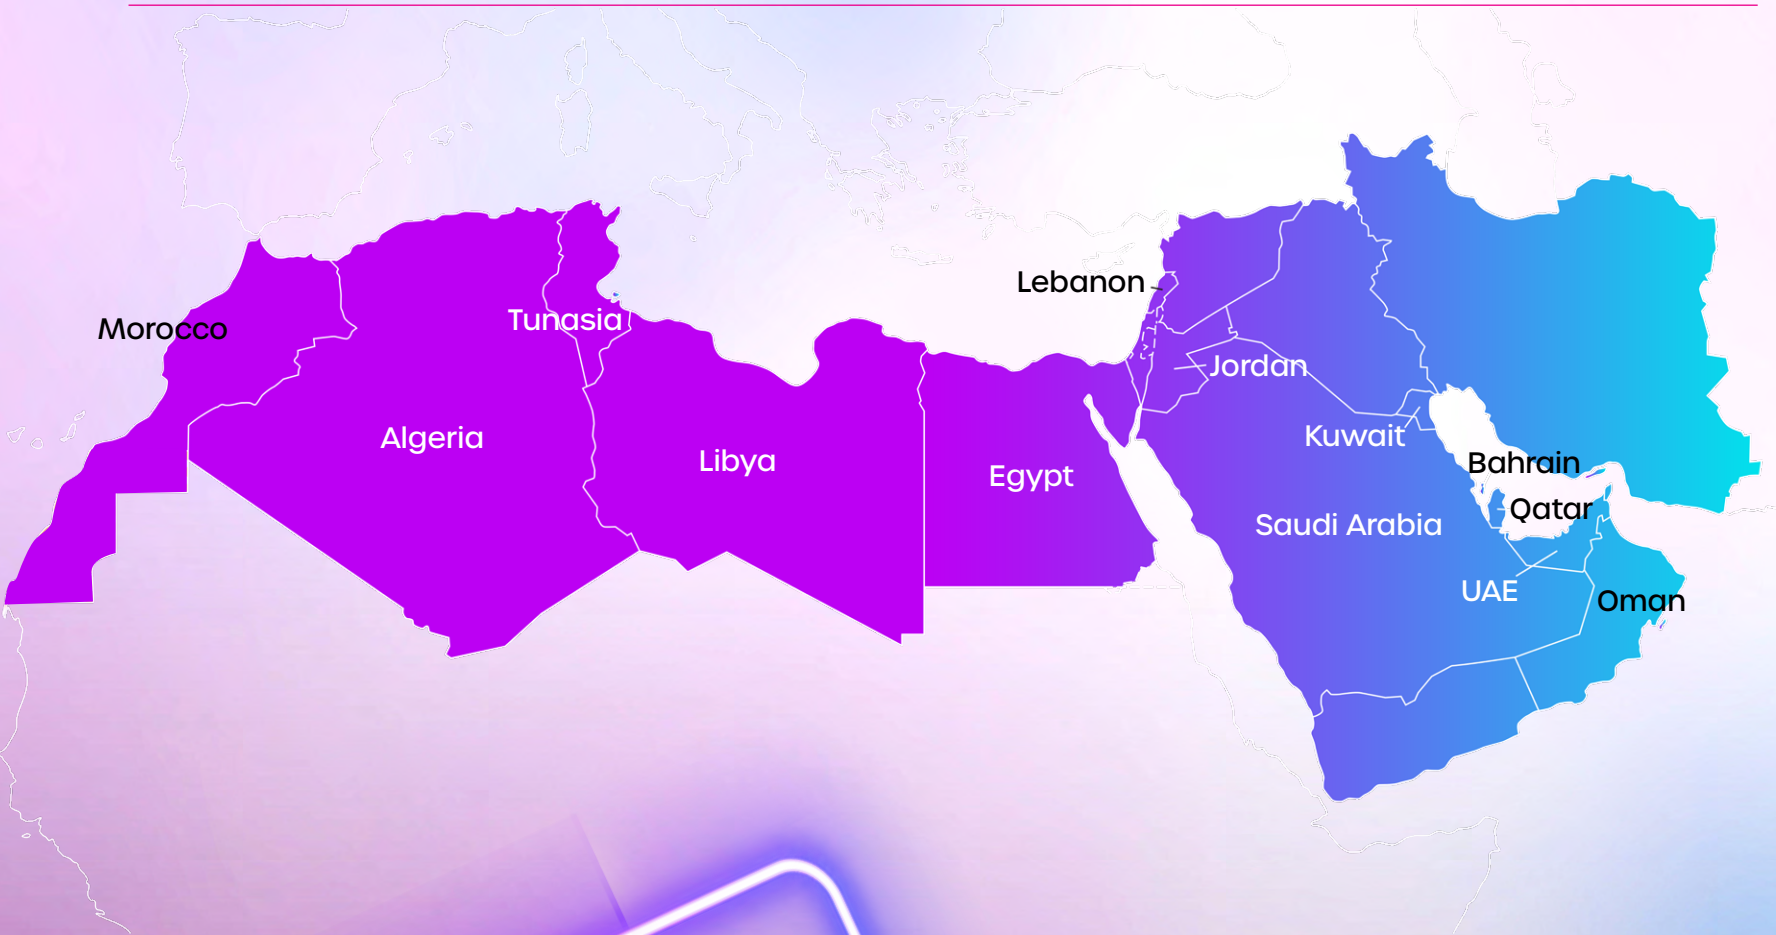 Lebanon
Morocco
Tunasia
Jordan
Algeria
Kuwait
Libya
Bahrain
Egypt
Qatar
Saudi Arabia
UAE
Oman